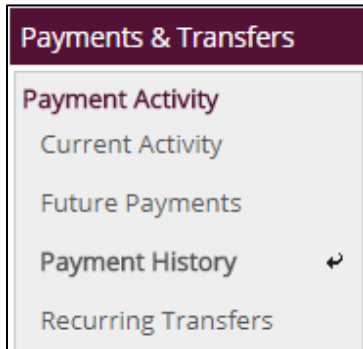 Payments & Transfers
Payment Activity
Current Activity
Future Payments
Payment History
Recurring Transfers